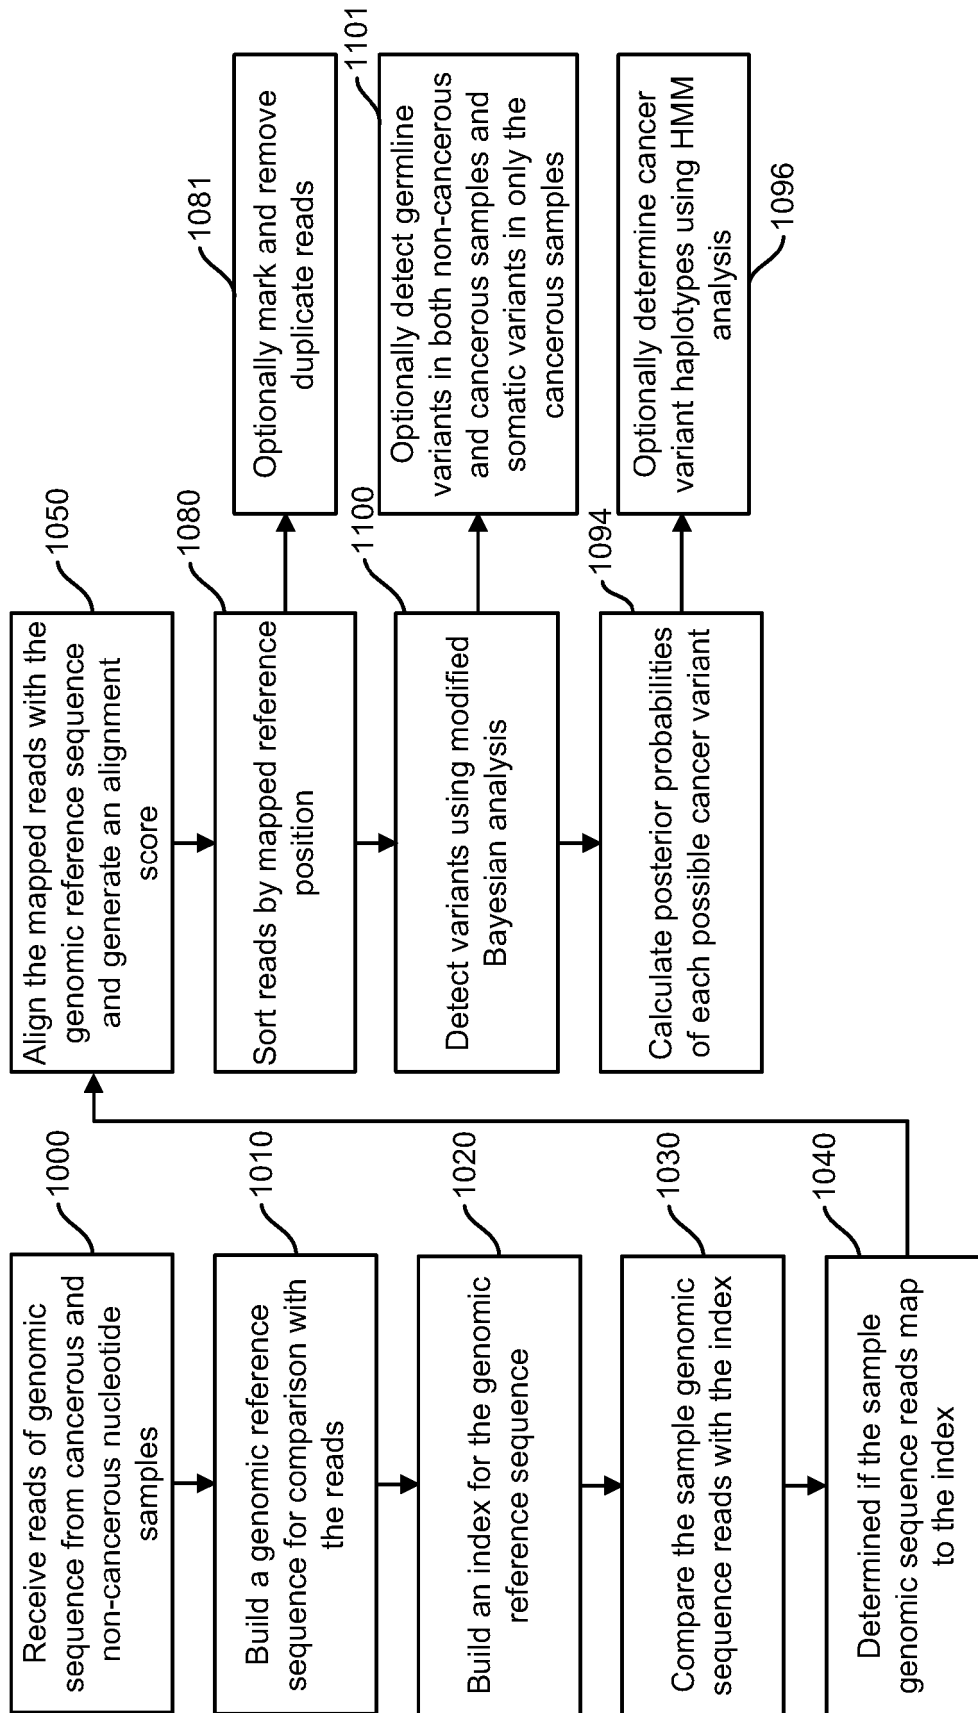 Receive reads of genomic
sequence from cancerous and
non-cancerous nucleotide
samples
1000
Build a genomic reference
sequence for comparison with
the reads
1010
Build an index for the genomic
reference sequence
1020
Compare the sample genomic
sequence reads with the index
1030
Determined if the sample
genomic sequence reads map
to the index
1040
Align the mapped reads with the
genomic reference sequence
and generate an alignment
score
1050
Sort reads by mapped reference
position
1080
Optionally mark and remove
duplicate reads
1081
Detect variants using modified
Bayesian analysis
1100
Optionally detect germline
variants in both non-cancerous
and cancerous samples and
somatic variants in only the
cancerous samples
1101
Calculate posterior probabilities
of each possible cancer variant
1094
Optionally determine cancer
variant haplotypes using HMM
analysis
1096